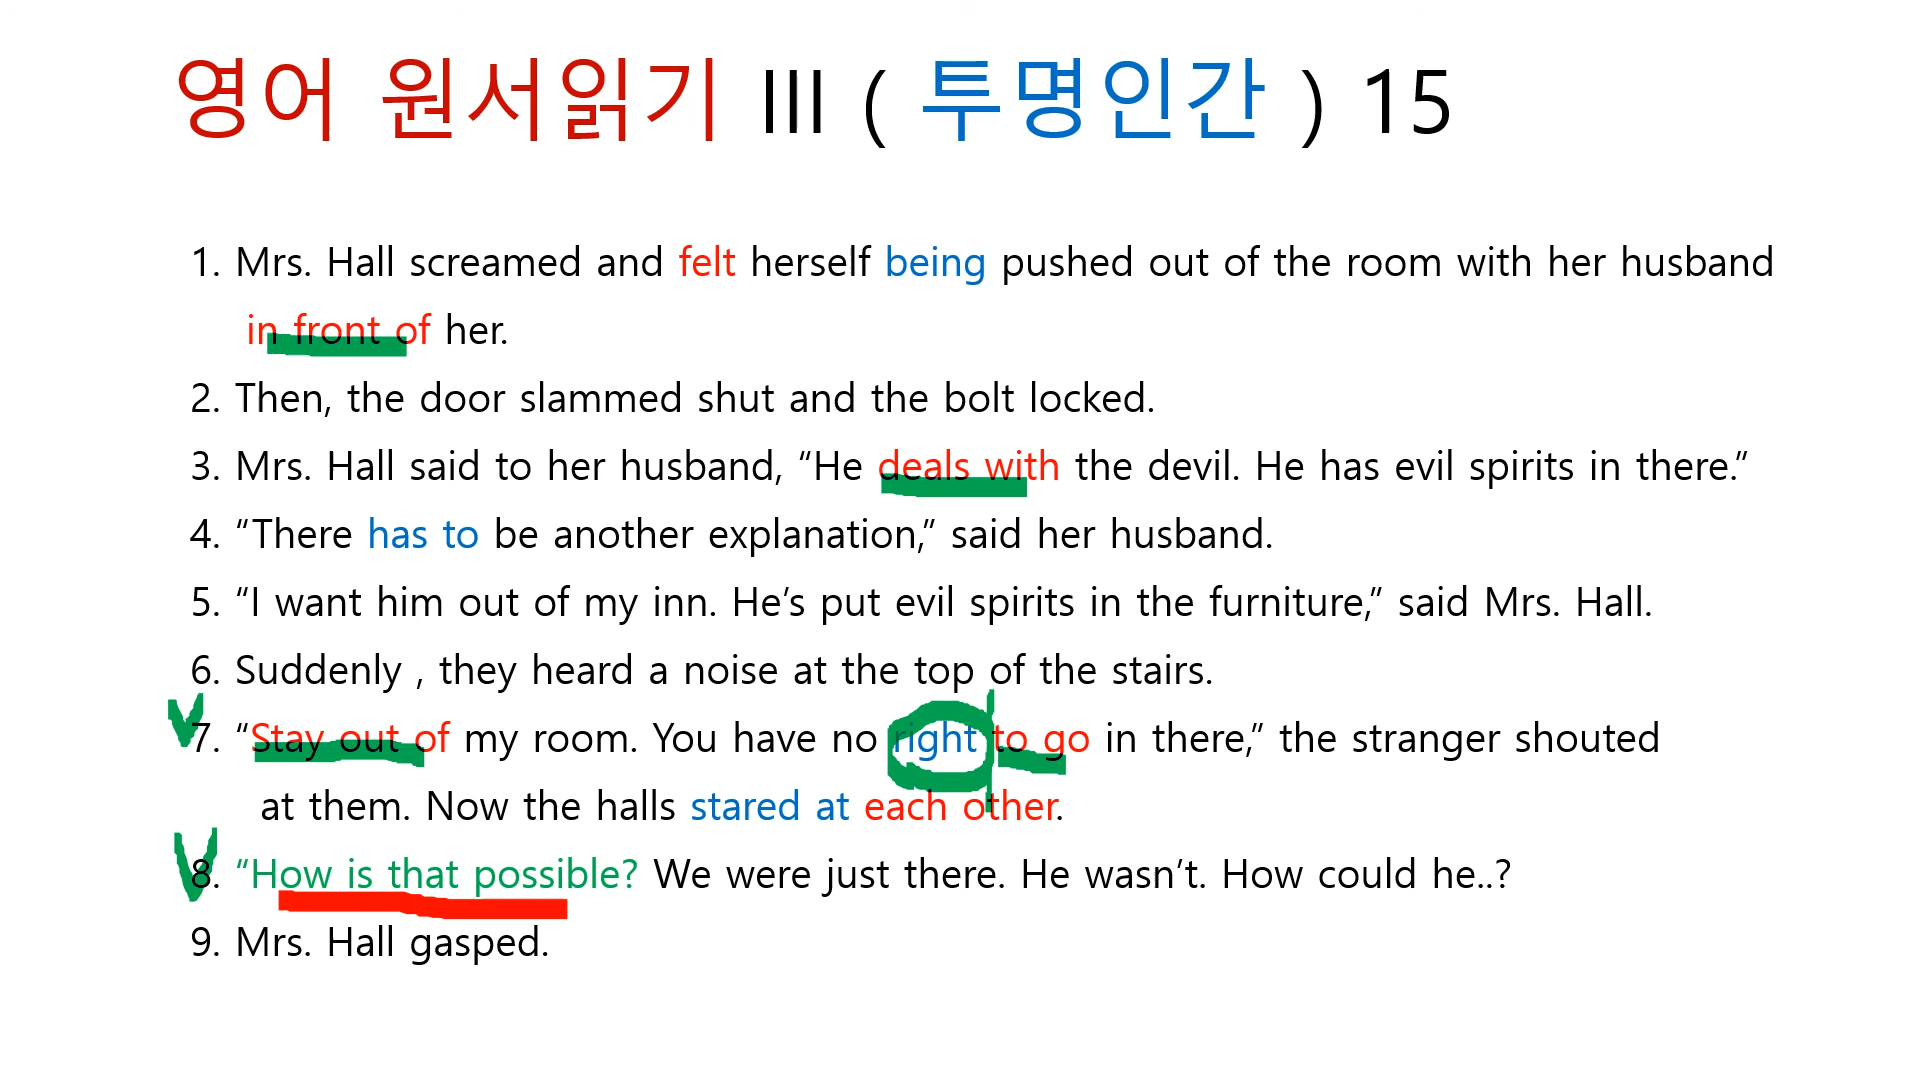 영어 원서읽기 III ( 투명인간 ) 15
1. Mrs. Hall screamed and felt herself being pushed out of the room with her husband
in front of her.
2. Then, the door slammed shut and the bolt locked.
3. Mrs. Hall said to her husband, “He deals with the devil. He has evil spirits in there.”
4. “There has to be another explanation,” said her husband.
5. “I want him out of my inn. He’s put evil spirits in the furniture,” said Mrs. Hall.
6. Suddenly , they heard a noise at the top of the stairs.
7. “Stay out of my room. You have no right to go in there,” the stranger shouted
at them. Now the halls stared at each other.
8. “How is that possible? We were just there. He wasn’t. How could he..?
9. Mrs. Hall gasped.